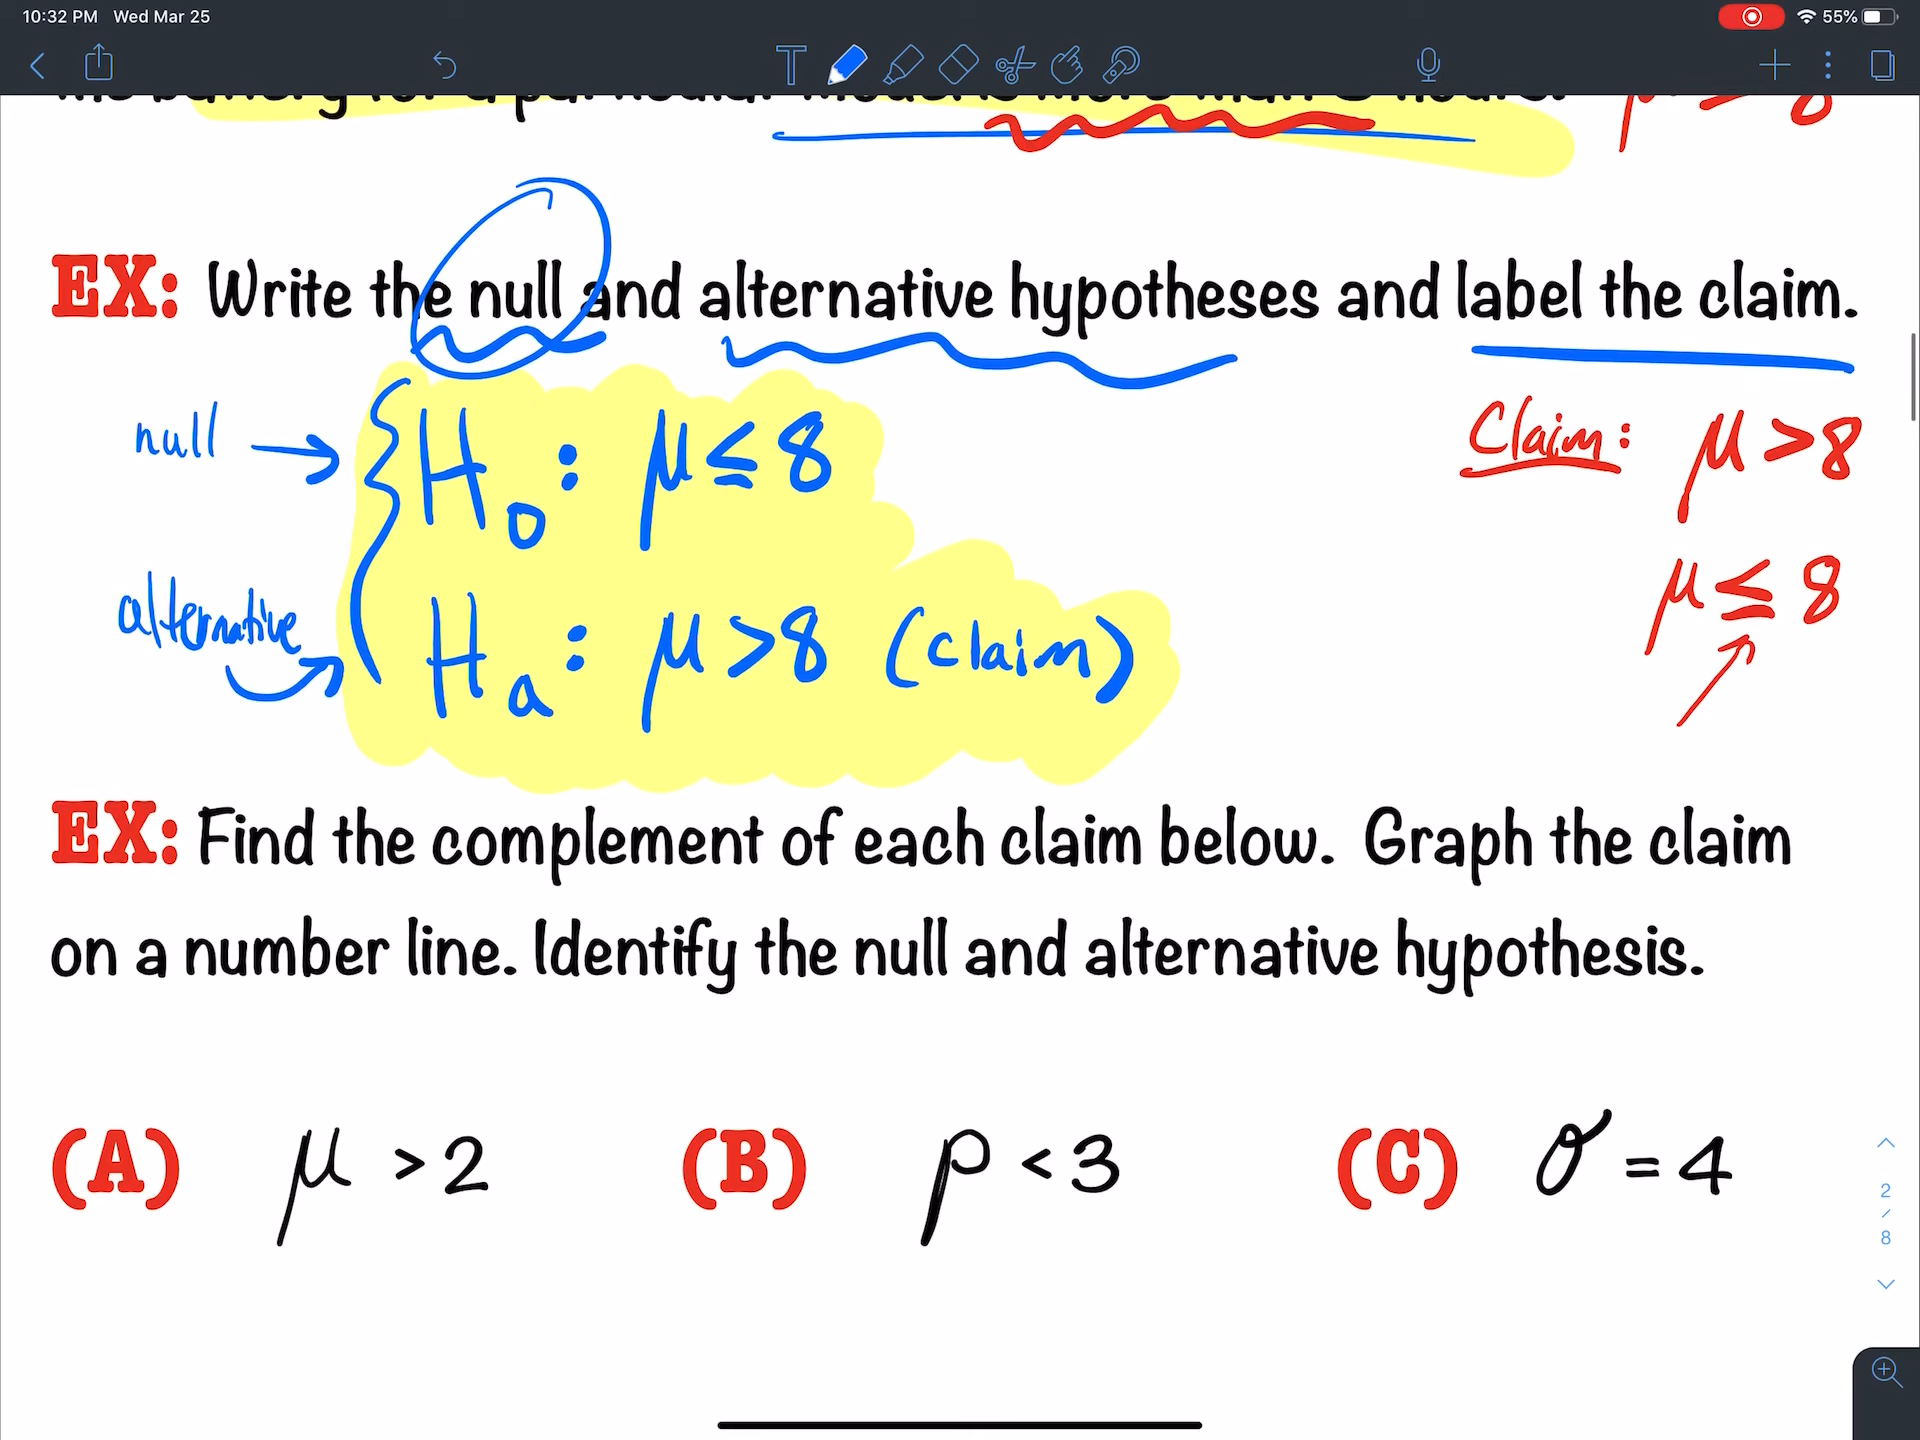 10:32 PM Wed Mar 25 55%
EX: Write the null and alternative hypotheses and label the claim.
null → H₀: μ ≤ 8 Claim: μ > 8
alternative Hₐ: μ > 8 (claim) μ ≤ 8
EX: Find the complement of each claim below. Graph the claim
on a number line. Identify the null and alternative hypothesis.
(A) μ > 2 (B) p < 3 (C) σ = 4
2
/
8